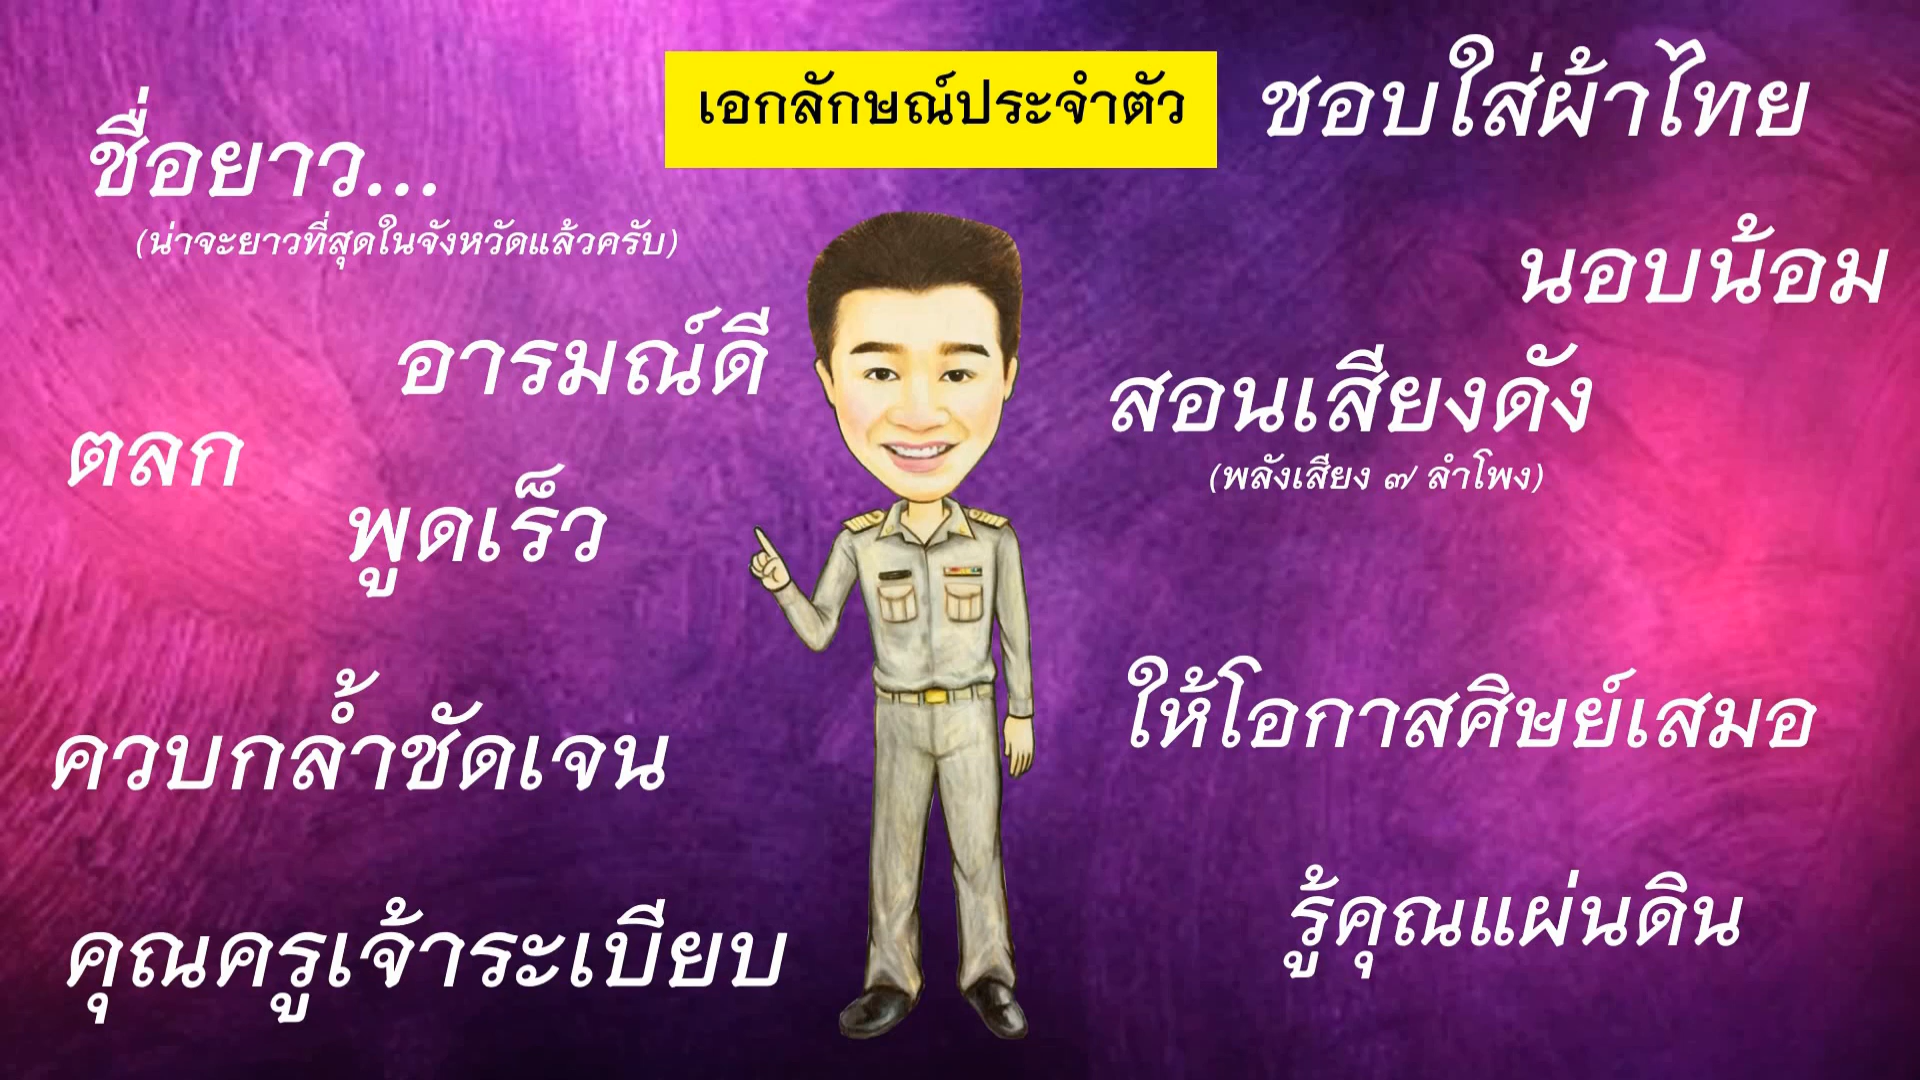 เอกลักษณ์ประจำตัว
ชื่อยาว...
(น่าจะยาวที่สุดในจังหวัดแล้วครับ)
อารมณ์ดี
ตลก
พูดเร็ว
ควบกล้ำชัดเจน
คุณครูเจ้าระเบียบ
ชอบใส่ผ้าไทย
นอบน้อม
สอนเสียงดัง
(พลังเสียง ๗ ลำโพง)
ให้โอกาสศิษย์เสมอ
รู้คุณแผ่นดิน